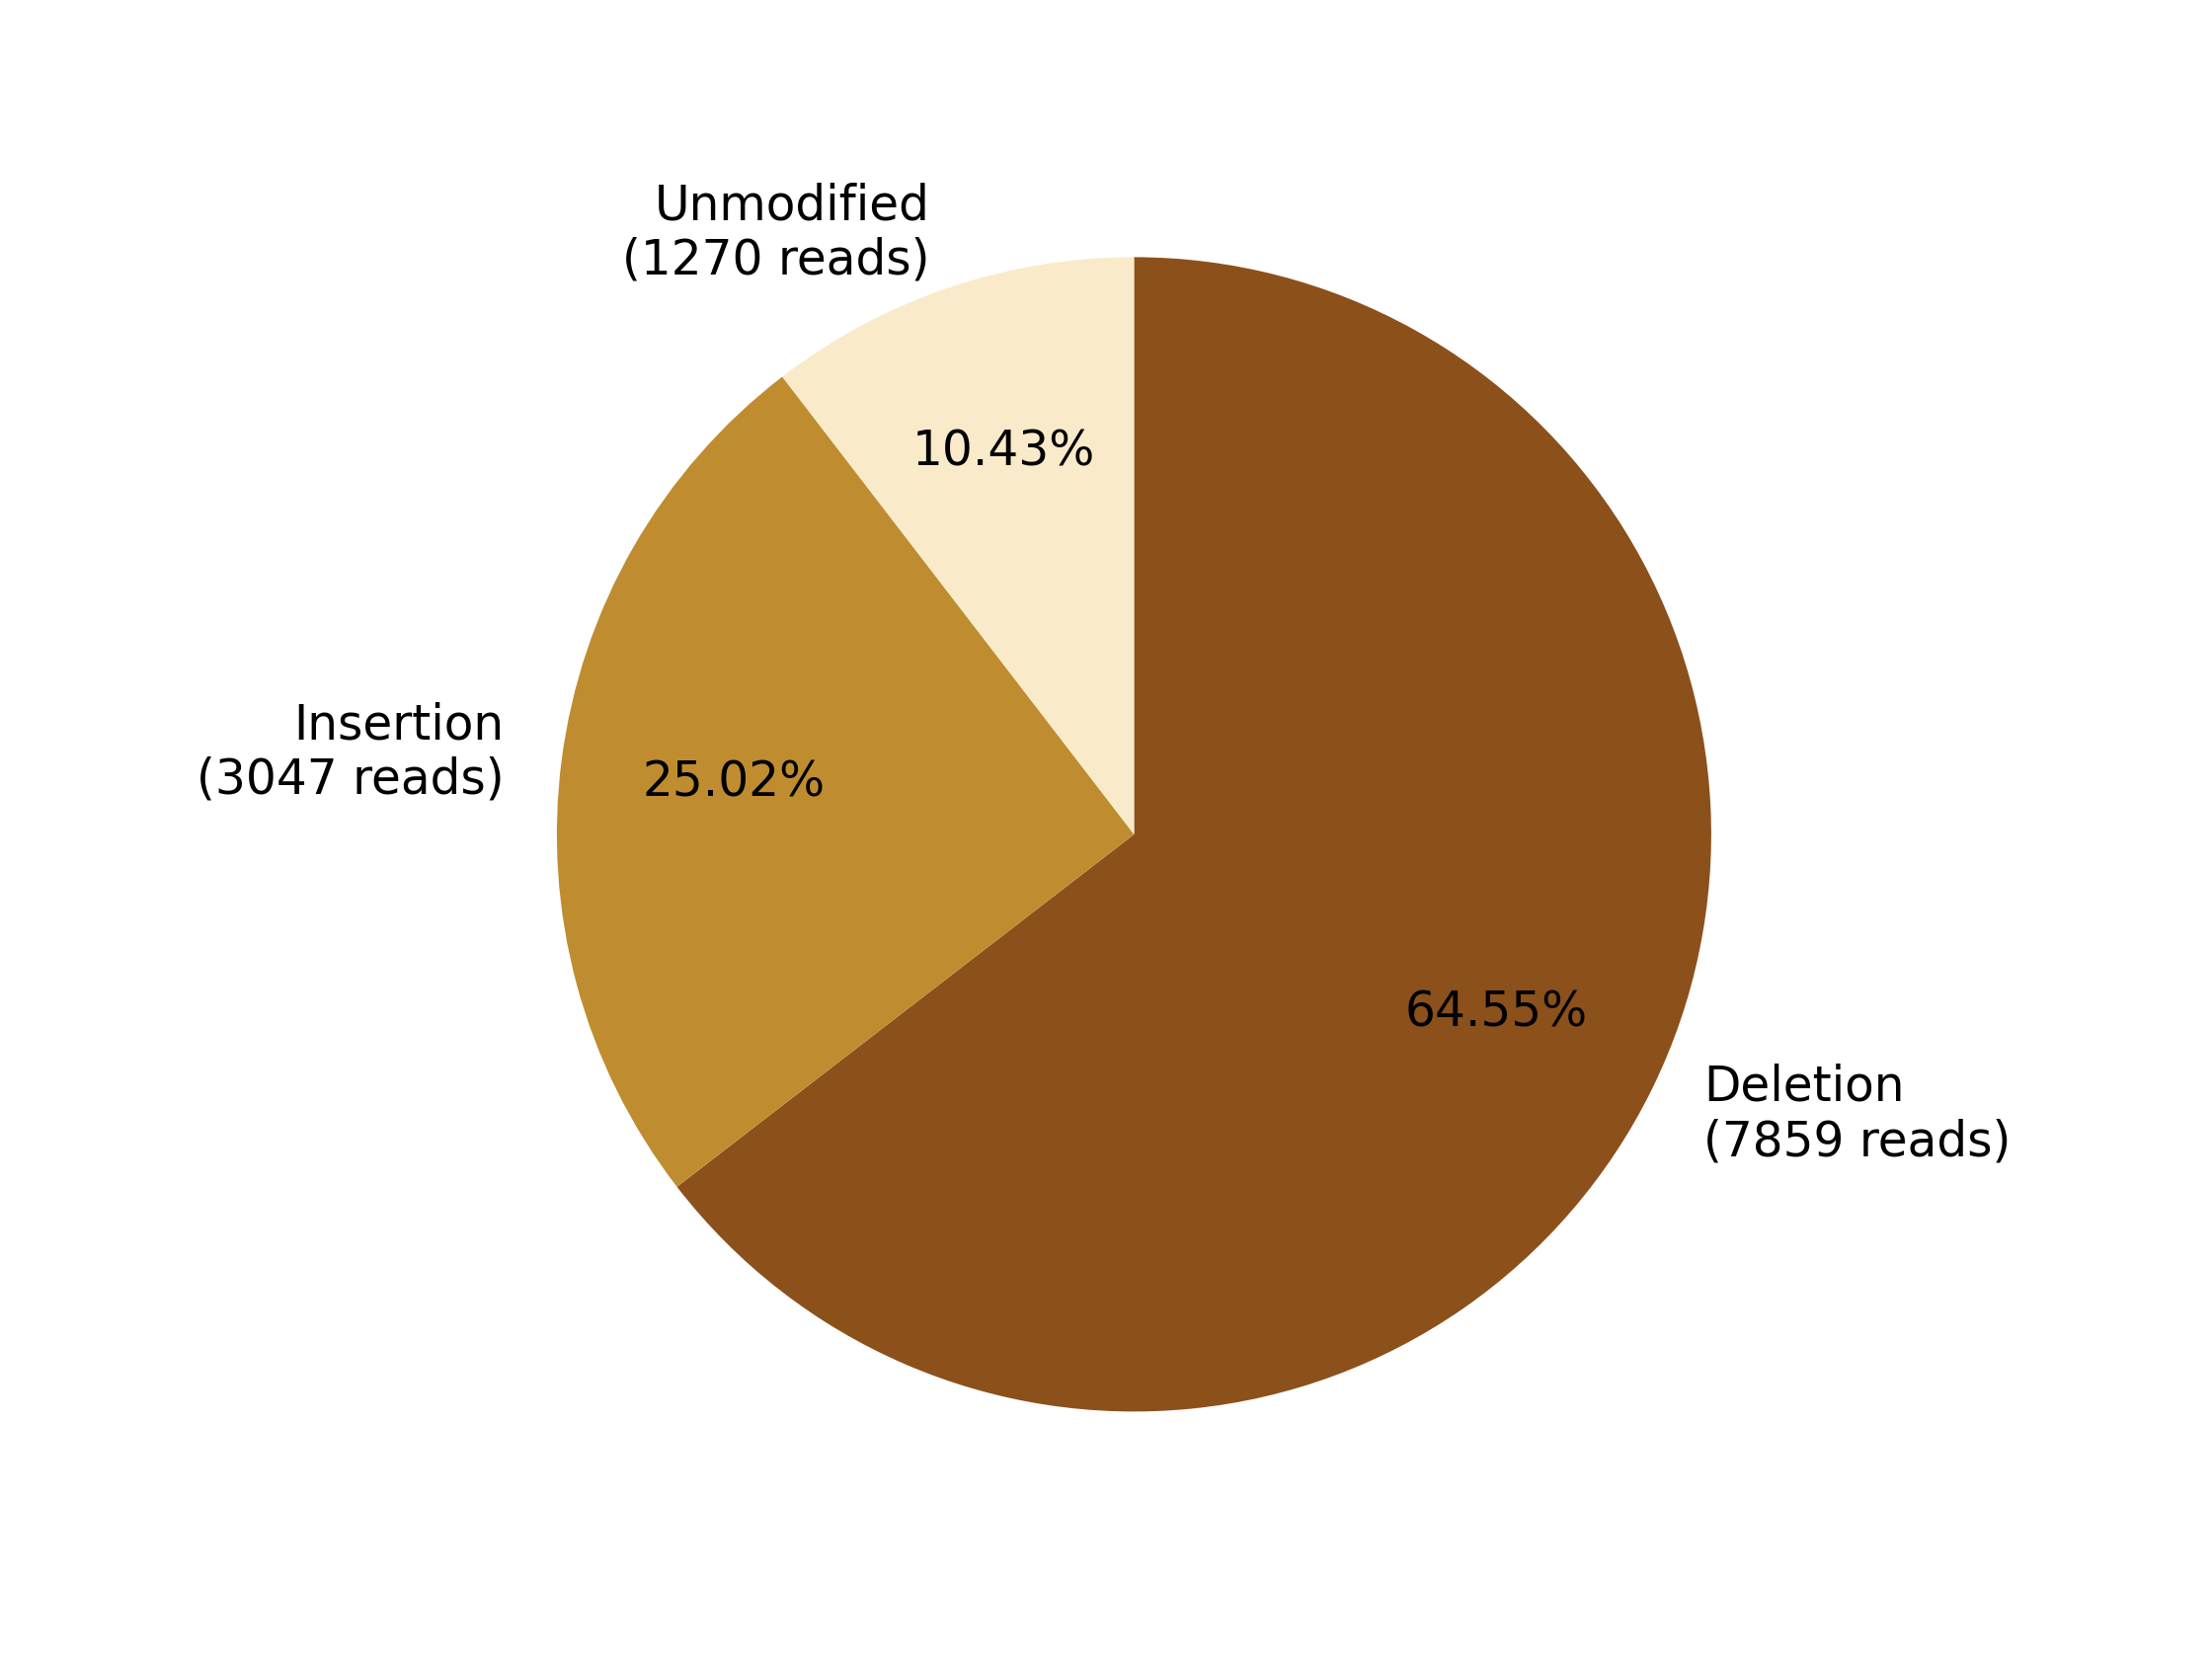 Unmodified
(1270 reads)
10.43%
Insertion
(3047 reads)
25.02%
64.55%
Deletion
(7859 reads)